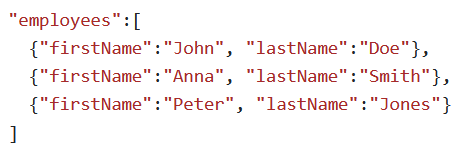 "employees":[
{"firstName":"John", "lastName":"Doe"},
{"firstName":"Anna", "lastName":"Smith"},
{"firstName":"Peter", "lastName":"Jones"}
]